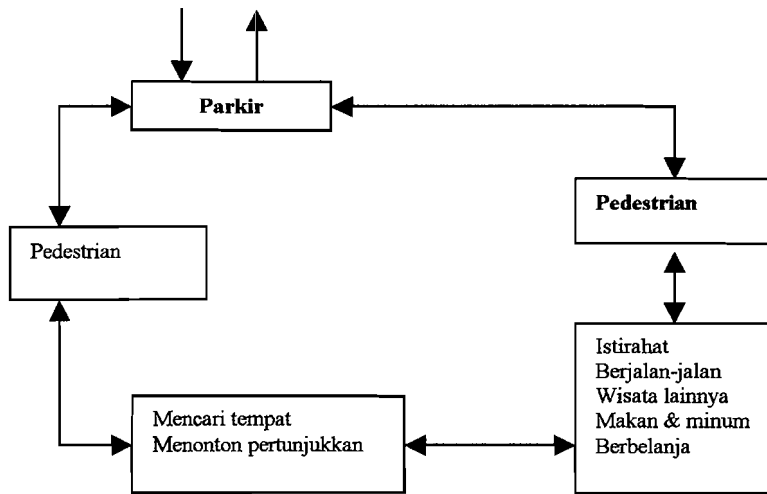 Parkir
Pedestrian
Pedestrian
Istirahat
Berjalan-jalan
Wisata lainnya
Makan & minum
Berbelanja
Mencari tempat
Menonton pertunjukkan